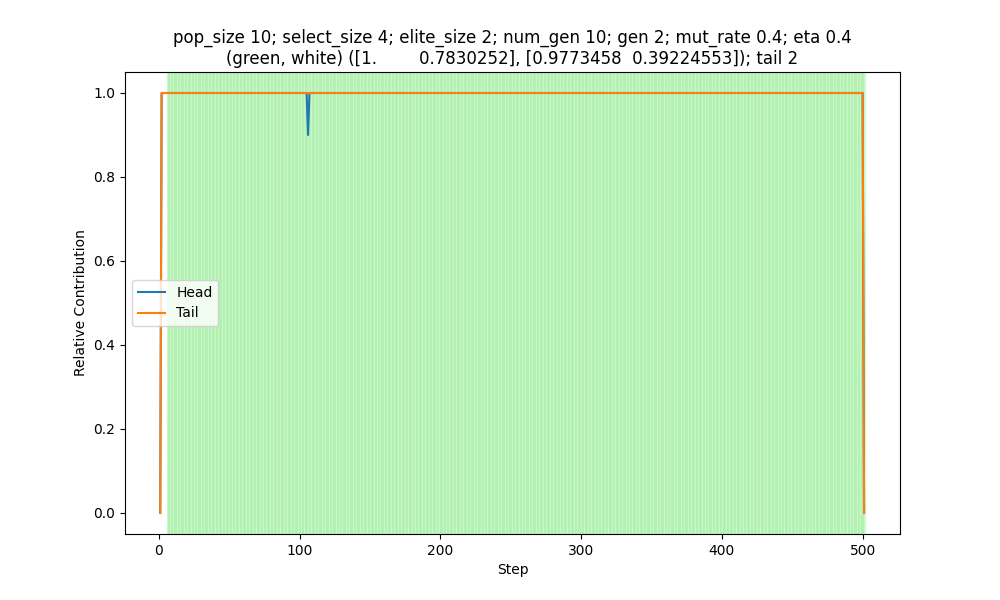 pop_size 10; select_size 4; elite_size 2; num_gen 10; gen 2; mut_rate 0.4; eta 0.4
(green, white) ([1.         0.7830252], [0.9773458  0.39224553]); tail 2
1.0
0.8
0.6
0.4
0.2
0.0
Relative Contribution
Head
Tail
0
100
200
300
400
500
Step